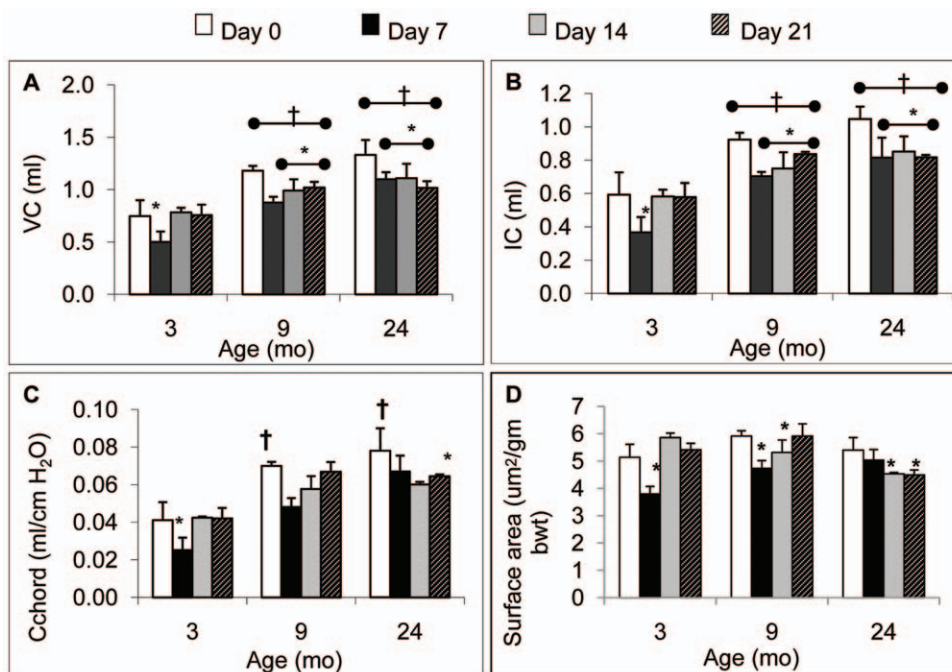 Day 0 Day 7 Day 14 Day 21
A
VC (ml)
2.0
1.5
1.0
0.5
0.0
†
*
†
*
*
3 9 24
Age (mo)
B
IC (ml)
1.2
1.0
0.8
0.6
0.4
0.2
0.0
†
*
†
*
*
3 9 24
Age (mo)
C
Cchord (ml/cm H₂O)
0.10
0.08
0.06
0.04
0.02
0.00
*
†
†
*
3 9 24
Age (mo)
D
Surface area (um²/gm
bwt)
7
6
5
4
3
2
1
0
*
* *
* *
3 9 24
Age (mo)